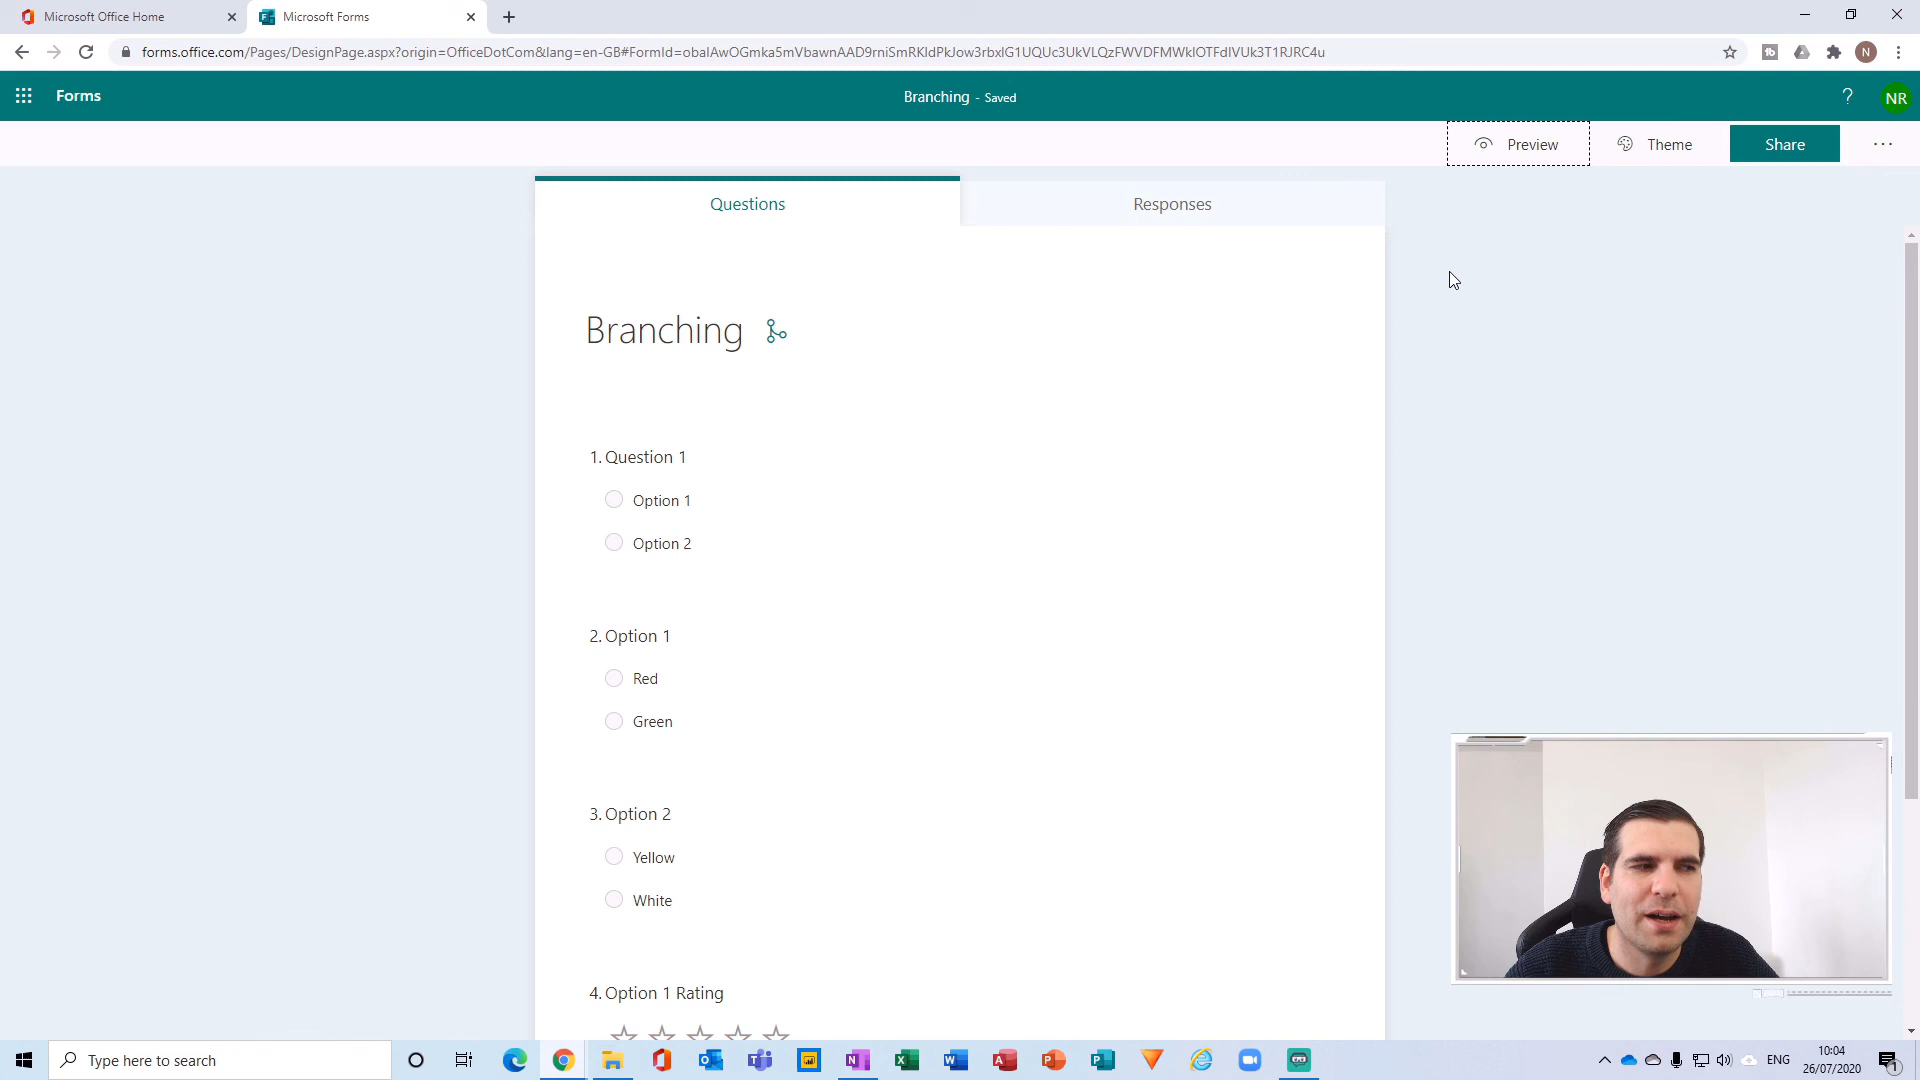 Microsoft Office Home
Microsoft Forms
forms.office.com/Pages/DesignPage.aspx?origin=OfficeDotCom&lang=en-GB#FormId=obaIAwOGmka5mVbawnAAD9rniSmRKldPkJow3rbxlG1UQUc3UkVLQzFWVDFMWklOTFdIVUk3T1RJRC4u
N
Forms
Branching - Saved
?
NR
Preview
Theme
Share
Questions
Responses
Branching
1. Question 1
Option 1
Option 2
2. Option 1
Red
Green
3. Option 2
Yellow
White
4. Option 1 Rating
Type here to search
ENG
10:04
26/07/2020
1